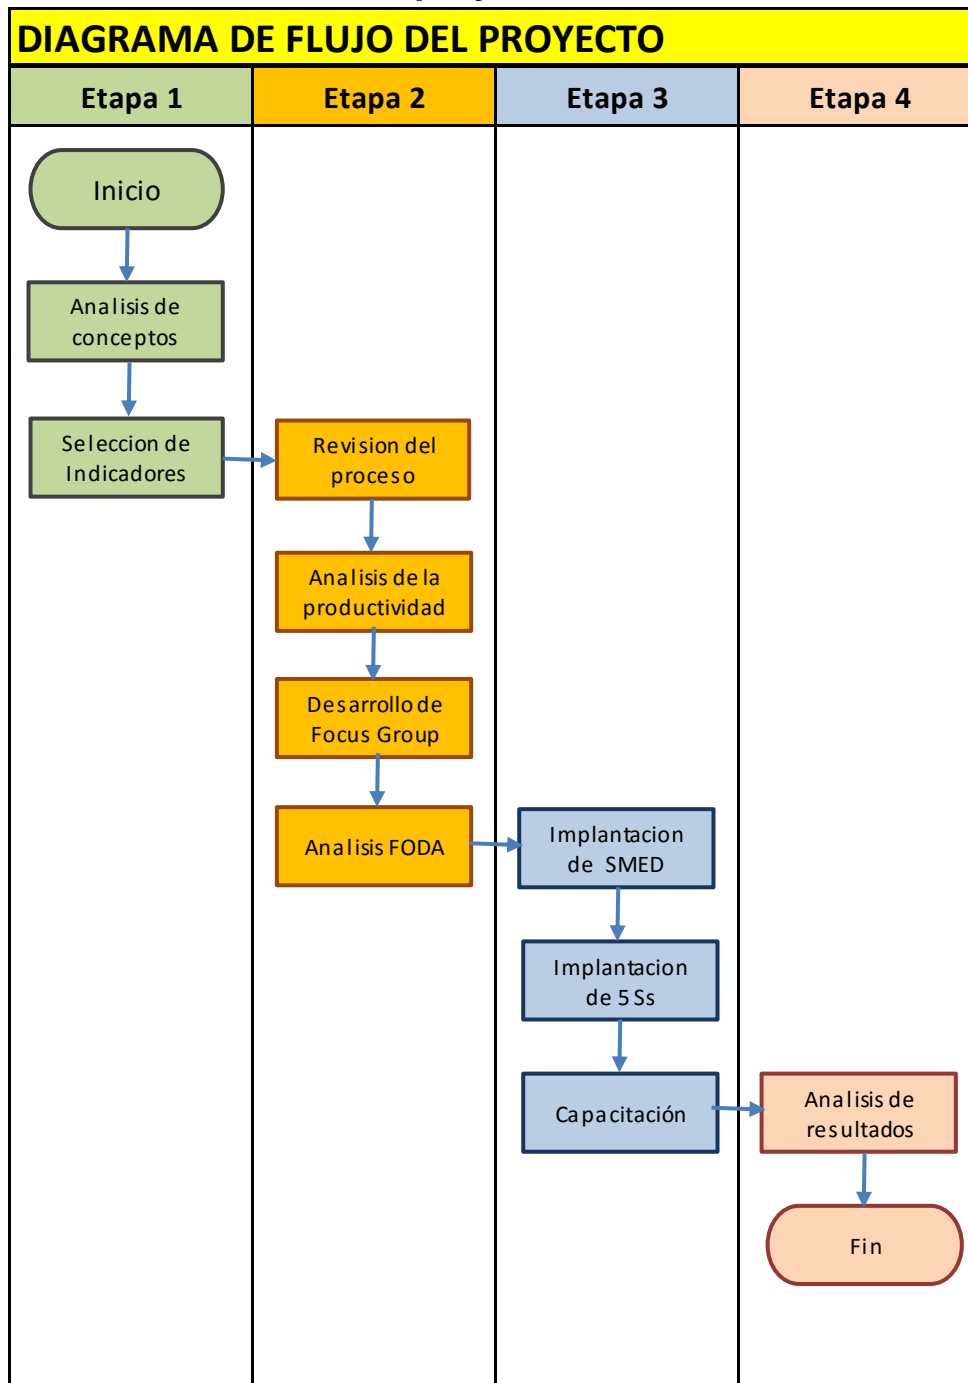 DIAGRAMA DE FLUJO DEL PROYECTO
Etapa 1
Etapa 2
Etapa 3
Etapa 4
Inicio
Analisis de
conceptos
Seleccion de
Indicadores
Revision del
proceso
Analisis de la
productividad
Desarrollo de
Focus Group
Analisis FODA
Implantacion
de SMED
Implantacion
de 5 Ss
Capacitación
Analisis de
resultados
Fin